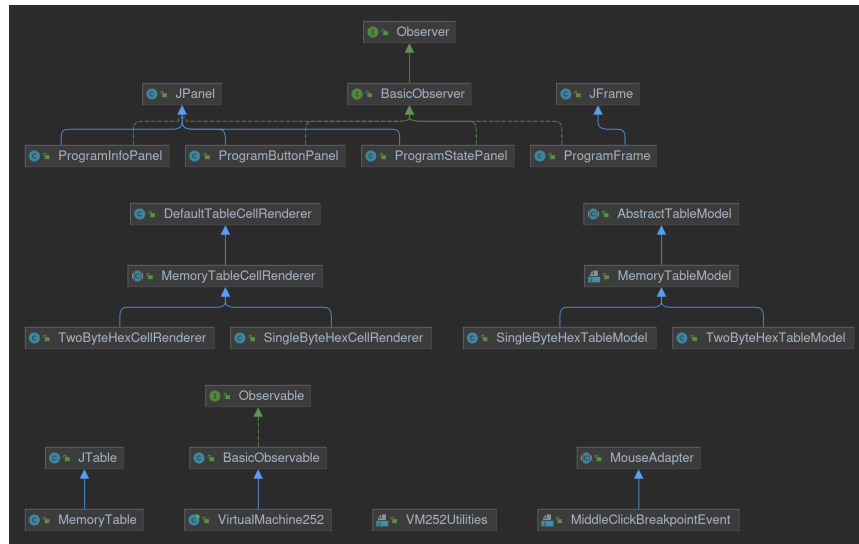 Observer
JPanel BasicObserver JFrame
ProgramInfoPanel ProgramButtonPanel ProgramStatePanel ProgramFrame
DefaultTableCellRenderer AbstractTableModel
MemoryTableCellRenderer MemoryTableModel
TwoByteHexCellRenderer SingleByteHexCellRenderer SingleByteHexTableModel TwoByteHexTableModel
Observable
JTable BasicObservable MouseAdapter
MemoryTable VirtualMachine252 VM252Utilities MiddleClickBreakpointEvent